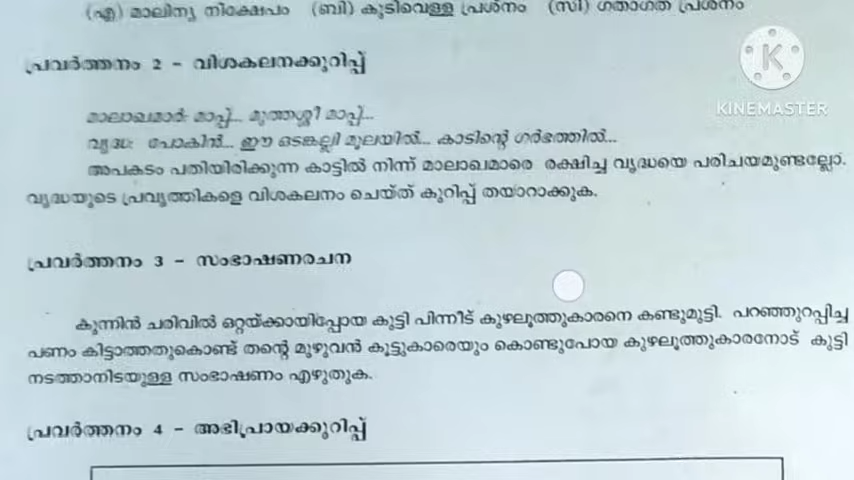 (എ) മാലിന്യ നിക്ഷേപം (ബി) കുടിവെള്ള പ്രശ്നം (സി) ഗതാഗത പ്രശ്നം
പ്രവർത്തനം 2 - വിശകലനക്കുറിപ്പ്
KINEMASTER
മാലാഖമാർ: മാപ്പ്... മുത്തശ്ശീ മാപ്പ്...
വൃദ്ധ: പോകിൻ... ഈ ഒടങ്കല്ലി മൂലയിൽ... കാടിന്റെ ഗർഭത്തിൽ...
അപകടം പതിയിരിക്കുന്ന കാട്ടിൽ നിന്ന് മാലാഖമാരെ രക്ഷിച്ച വൃദ്ധയെ പരിചയമുണ്ടല്ലോ.
വൃദ്ധയുടെ പ്രവൃത്തികളെ വിശകലനം ചെയ്ത് കുറിപ്പ് തയാറാക്കുക.
പ്രവർത്തനം 3 - സംഭാഷണരചന
കുന്നിൻ ചരിവിൽ ഒറ്റയ്ക്കായിപ്പോയ കുട്ടി പിന്നീട് കുഴലൂത്തുകാരനെ കണ്ടുമുട്ടി. പറഞ്ഞുറപ്പിച്ച
പണം കിട്ടാത്തതുകൊണ്ട് തന്റെ മുഴുവൻ കൂട്ടുകാരെയും കൊണ്ടുപോയ കുഴലൂത്തുകാരനോട് കുട്ടി
നടത്താനിടയുള്ള സംഭാഷണം എഴുതുക.
പ്രവർത്തനം 4 - അഭിപ്രായക്കുറിപ്പ്